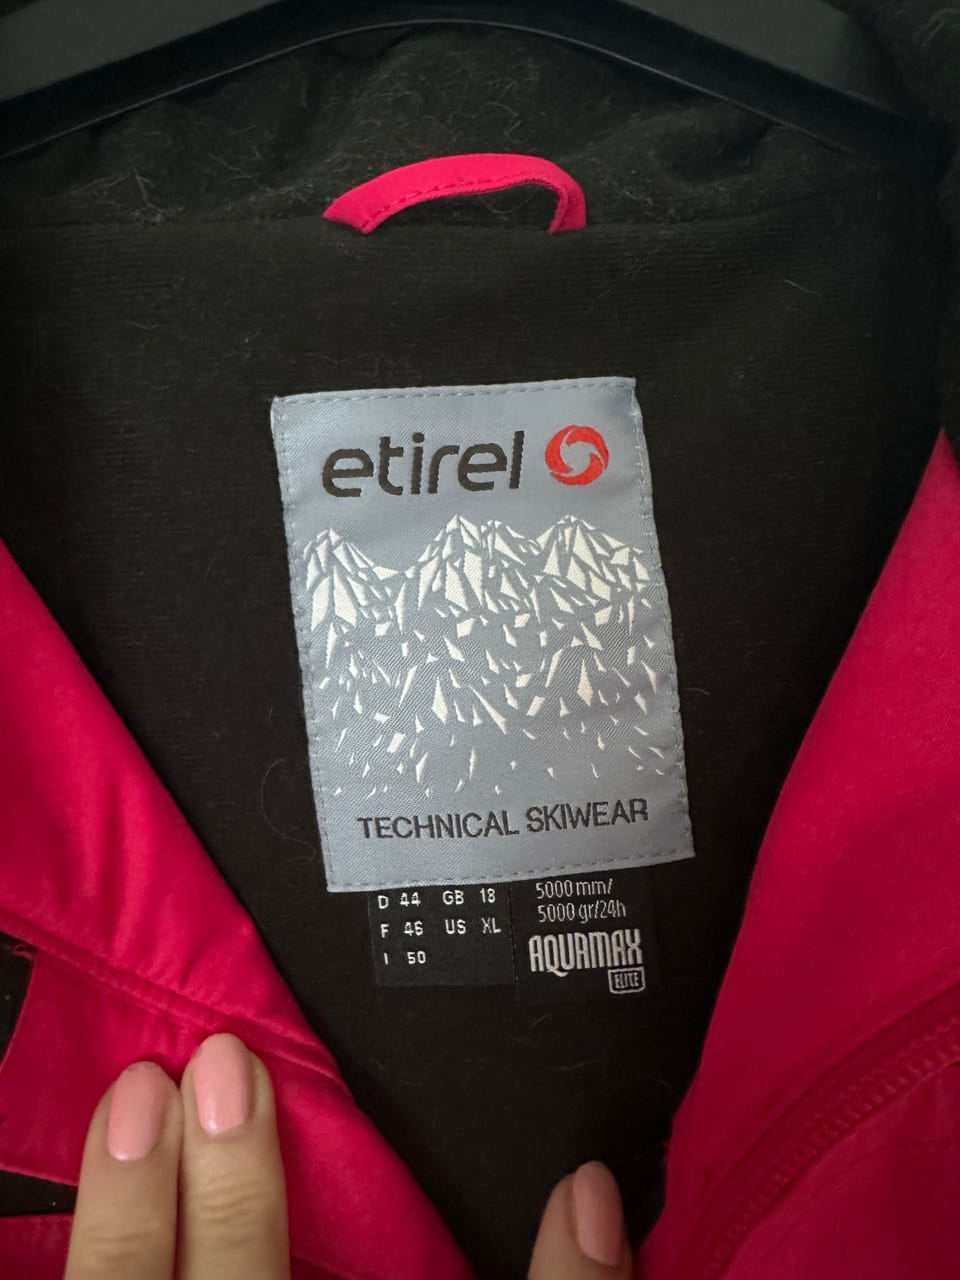 etirel
TECHNICAL SKIWEAR
D 44 GB 18
F 46 US XL
I 50
5000 mm/
5000 gr/24h
AQUAMAX
ELITE